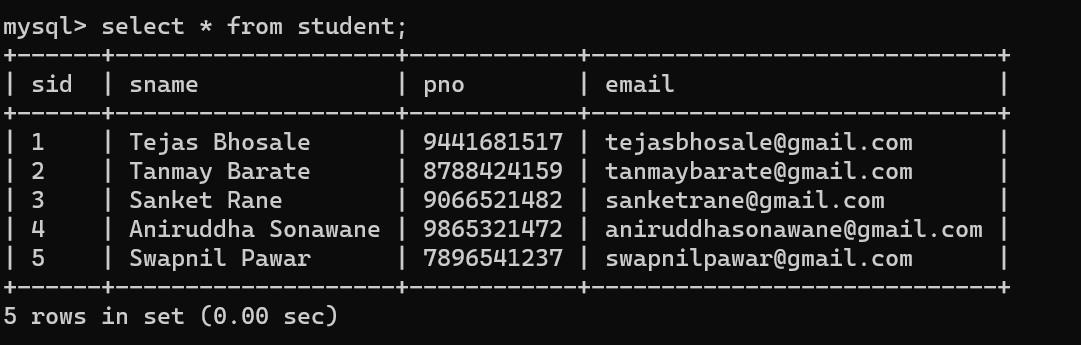 mysql> select * from student;
+------+--------------------+------------+-----------------------------+
| sid  | sname              | pno        | email                       |
+------+--------------------+------------+-----------------------------+
| 1    | Tejas Bhosale      | 9441681517 | tejasbhosale@gmail.com      |
| 2    | Tanmay Barate      | 8788424159 | tanmaybarate@gmail.com      |
| 3    | Sanket Rane        | 9066521482 | sanketrane@gmail.com        |
| 4    | Aniruddha Sonawane | 9865321472 | aniruddhasonawane@gmail.com |
| 5    | Swapnil Pawar      | 7896541237 | swapnilpawar@gmail.com      |
+------+--------------------+------------+-----------------------------+
5 rows in set (0.00 sec)